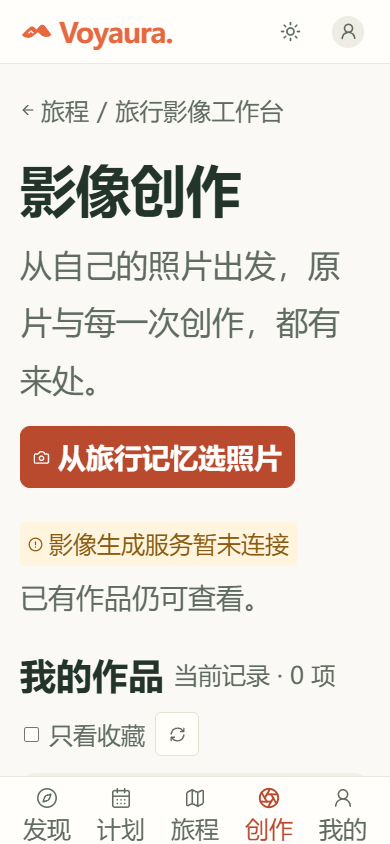 Voyaura.
旅程 / 旅行影像工作台
影像创作
从自己的照片出发，原
片与每一次创作，都有
来处。
从旅行记忆选照片
影像生成服务暂未连接
已有作品仍可查看。
我的作品 当前记录 · 0 项
只看收藏
发现 计划 旅程 创作 我的